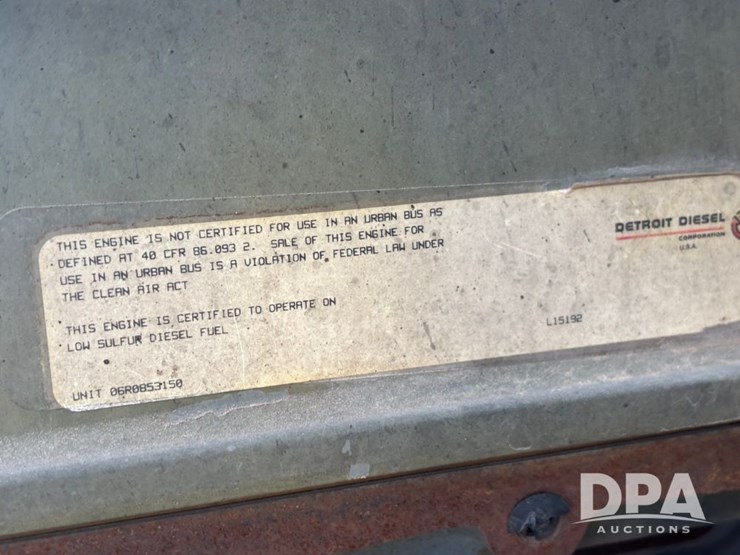 THIS ENGINE IS NOT CERTIFIED FOR USE IN AN URBAN BUS AS
DEFINED AT 40 CFR 86.093 2. SALE OF THIS ENGINE FOR
USE IN AN URBAN BUS IS A VIOLATION OF FEDERAL LAW UNDER
THE CLEAN AIR ACT
THIS ENGINE IS CERTIFIED TO OPERATE ON
LOW SULFUR DIESEL FUEL
UNIT 06R0853150
L15192
DETROIT DIESEL
CORPORATION
U.S.A.
DPA
AUCTIONS